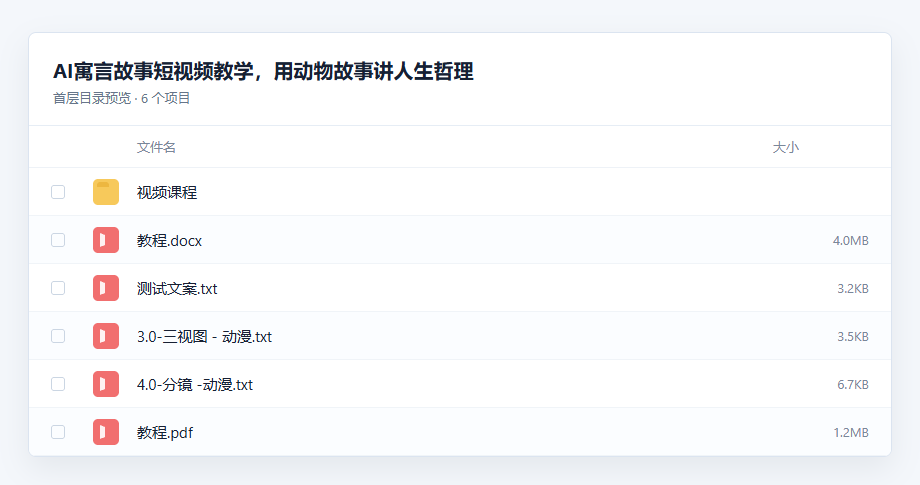 AI寓言故事短视频教学，用动物故事讲人生哲理
首层目录预览 · 6 个项目
文件名 大小
视频课程
教程.docx 4.0MB
测试文案.txt 3.2KB
3.0-三视图 - 动漫.txt 3.5KB
4.0-分镜 -动漫.txt 6.7KB
教程.pdf 1.2MB